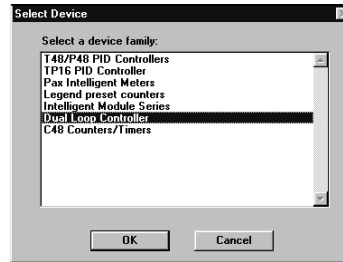 Select Device
Select a device family:
T48/P48 PID Controllers
TP16 PID Controller
Pax Intelligent Meters
Legend preset counters
Intelligent Module Series
Dual Loop Controller
C48 Counters/Timers
OK
Cancel